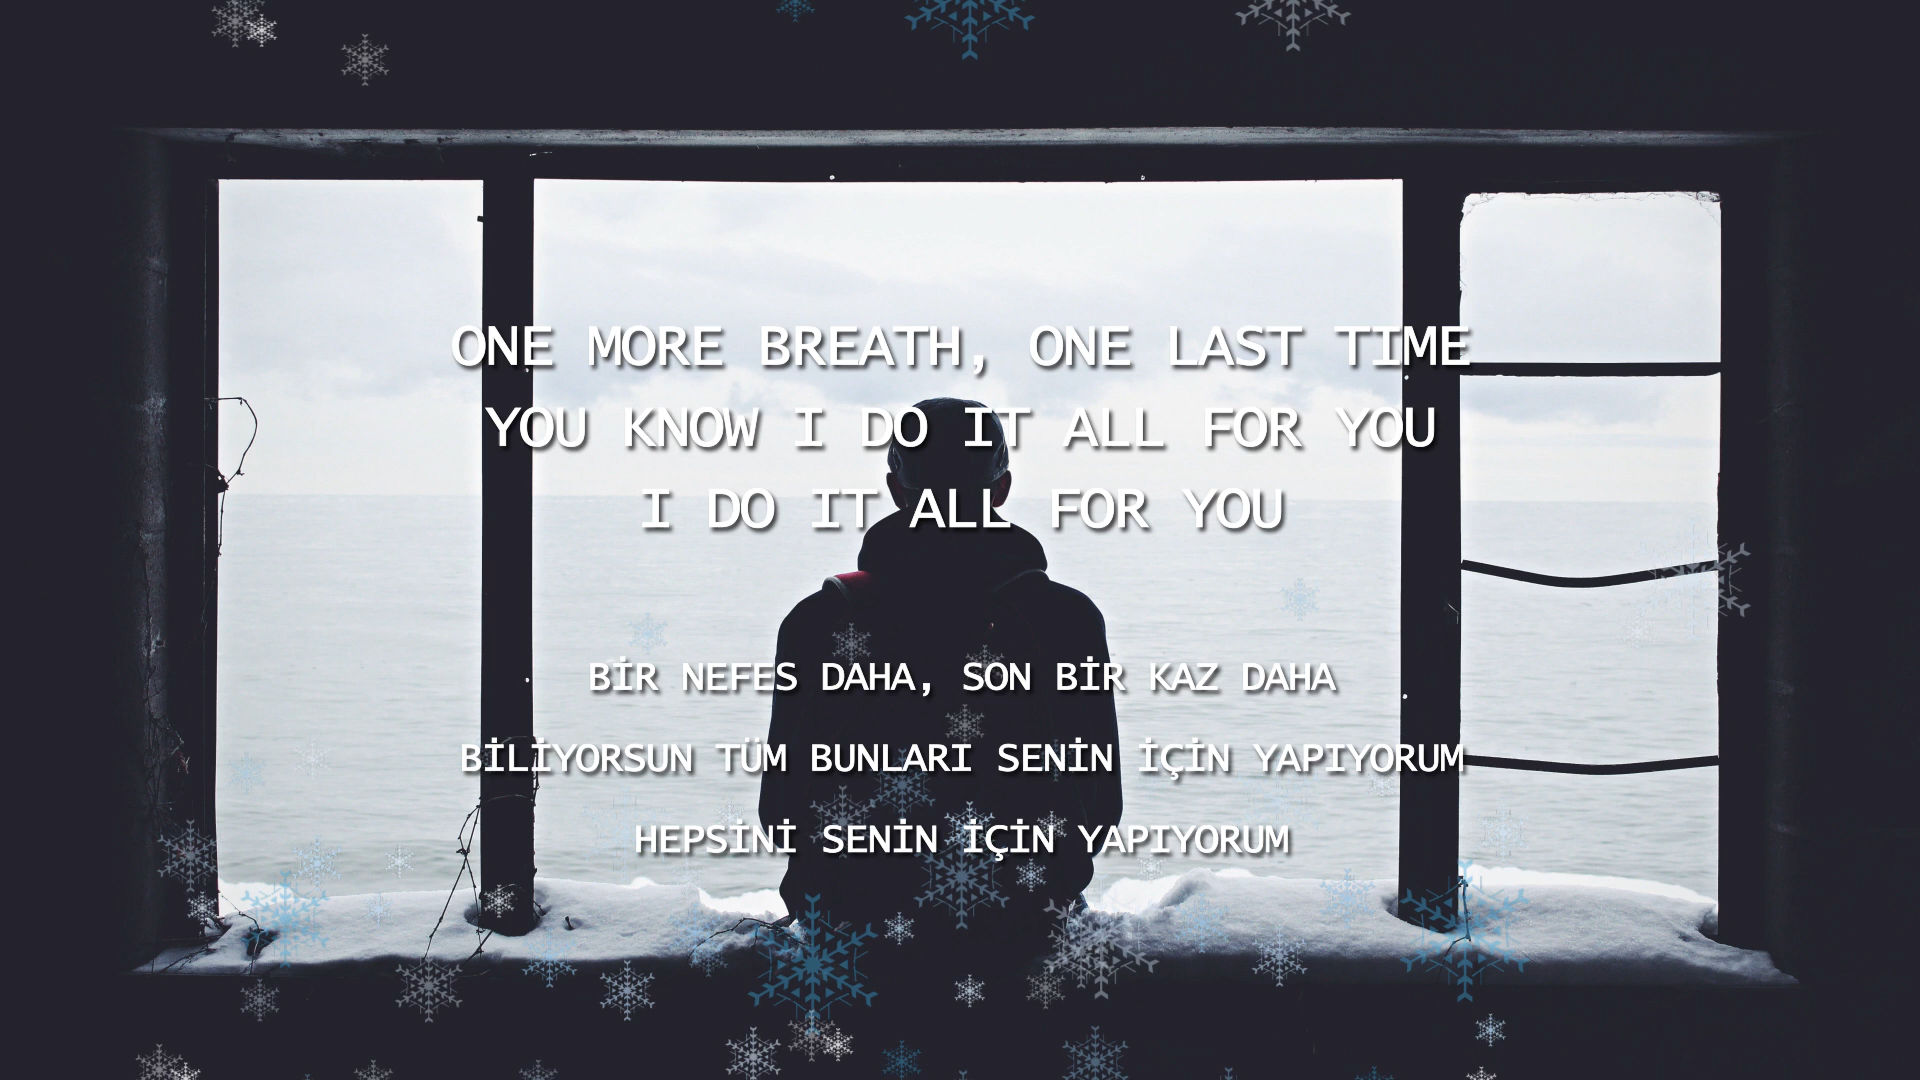 ONE MORE BREATH, ONE LAST TIME
YOU KNOW I DO IT ALL FOR YOU
I DO IT ALL FOR YOU
BİR NEFES DAHA, SON BİR KAZ DAHA
BİLİYORSUN TÜM BUNLARI SENİN İÇİN YAPIYORUM
HEPSİNİ SENİN İÇİN YAPIYORUM